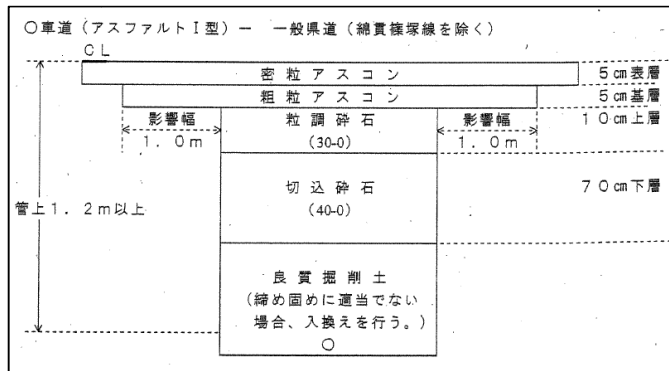 ○車道(アスファルトⅠ型)ー 一般県道(綿貫篠塚線を除く)
CL
密粒アスコン 5㎝表層
粗粒アスコン 5㎝基層
影響幅 粒調砕石 影響幅 10㎝上層
1.0m (30-0) 1.0m
切込砕石 70㎝下層
管上1.2m以上 (40-0)
良質掘削土
(締め固めに適当でない
場合、入換えを行う。)